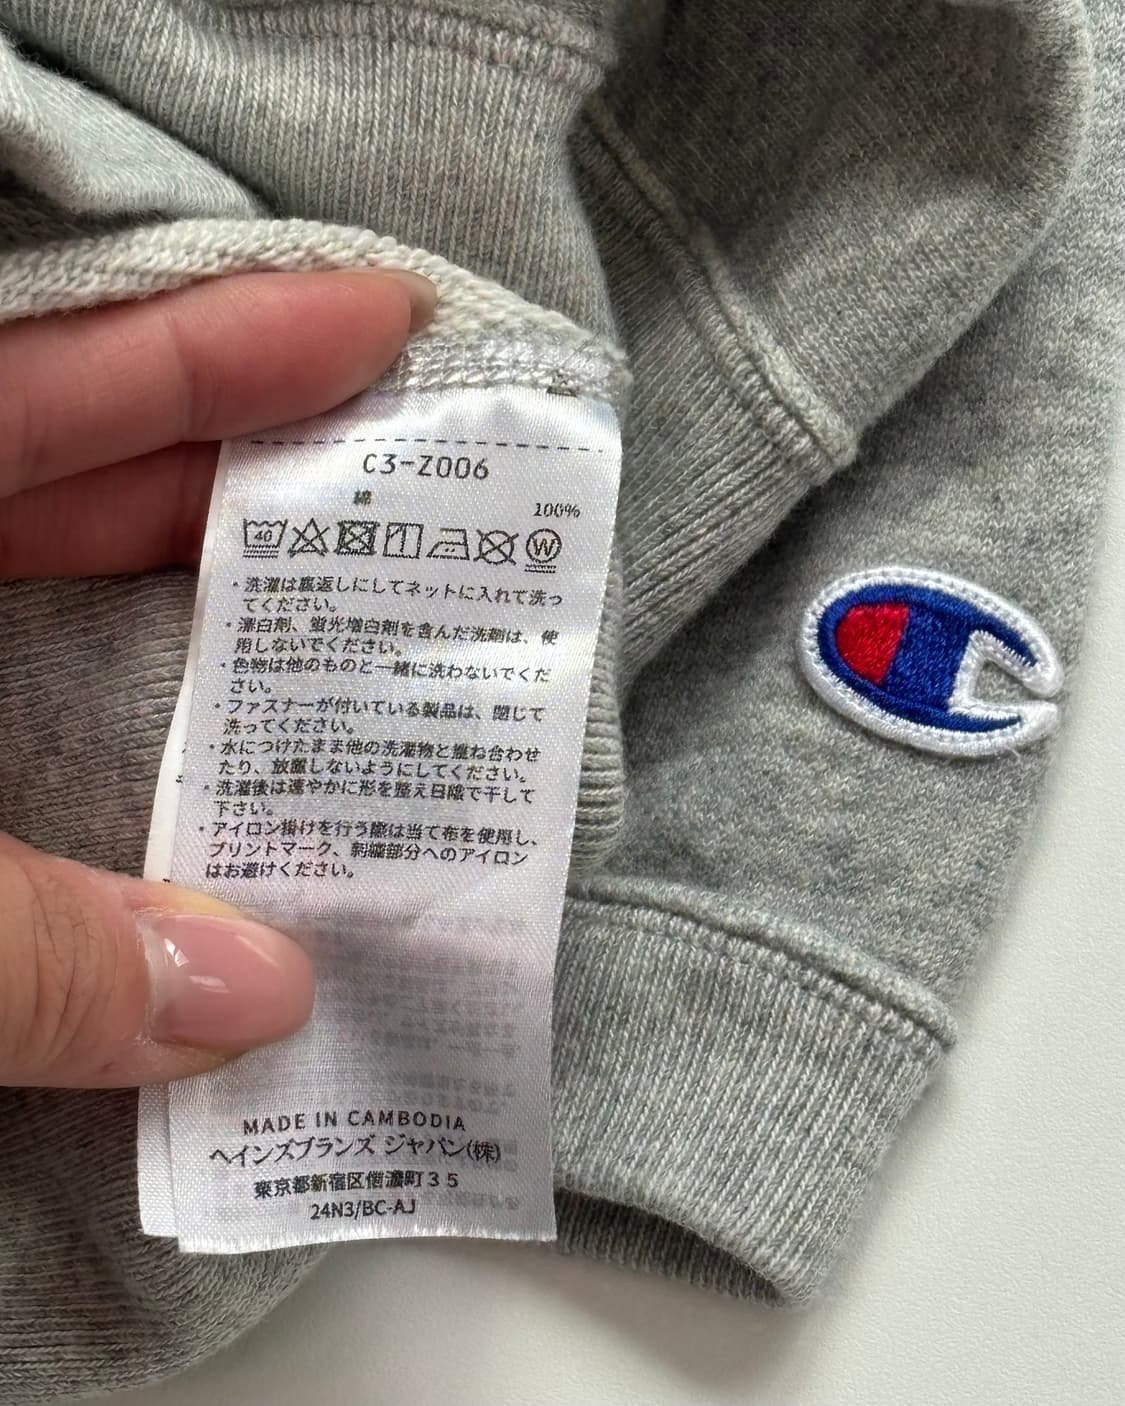 C3-Z006
綿
100%
40
W
・洗濯は裏返しにしてネットに入れて洗っ
てください。
・漂白剤、蛍光増白剤を含んだ洗剤は、使
用しないでください。
・色物は他のものと一緒に洗わないでくだ
さい。
・ファスナーが付いている製品は、閉じて
洗ってください。
・水につけたまま他の洗濯物と重ね合わせ
たり、放置しないようにしてください。
・洗濯後は速やかに形を整え日陰で干して
下さい。
・アイロン掛けを行う際は当て布を使用し、
プリントマーク、刺繍部分へのアイロン
はお避けください。
MADE IN CAMBODIA
ヘインズブランズ ジャパン(株)
東京都新宿区信濃町35
24N3/BC-AJ